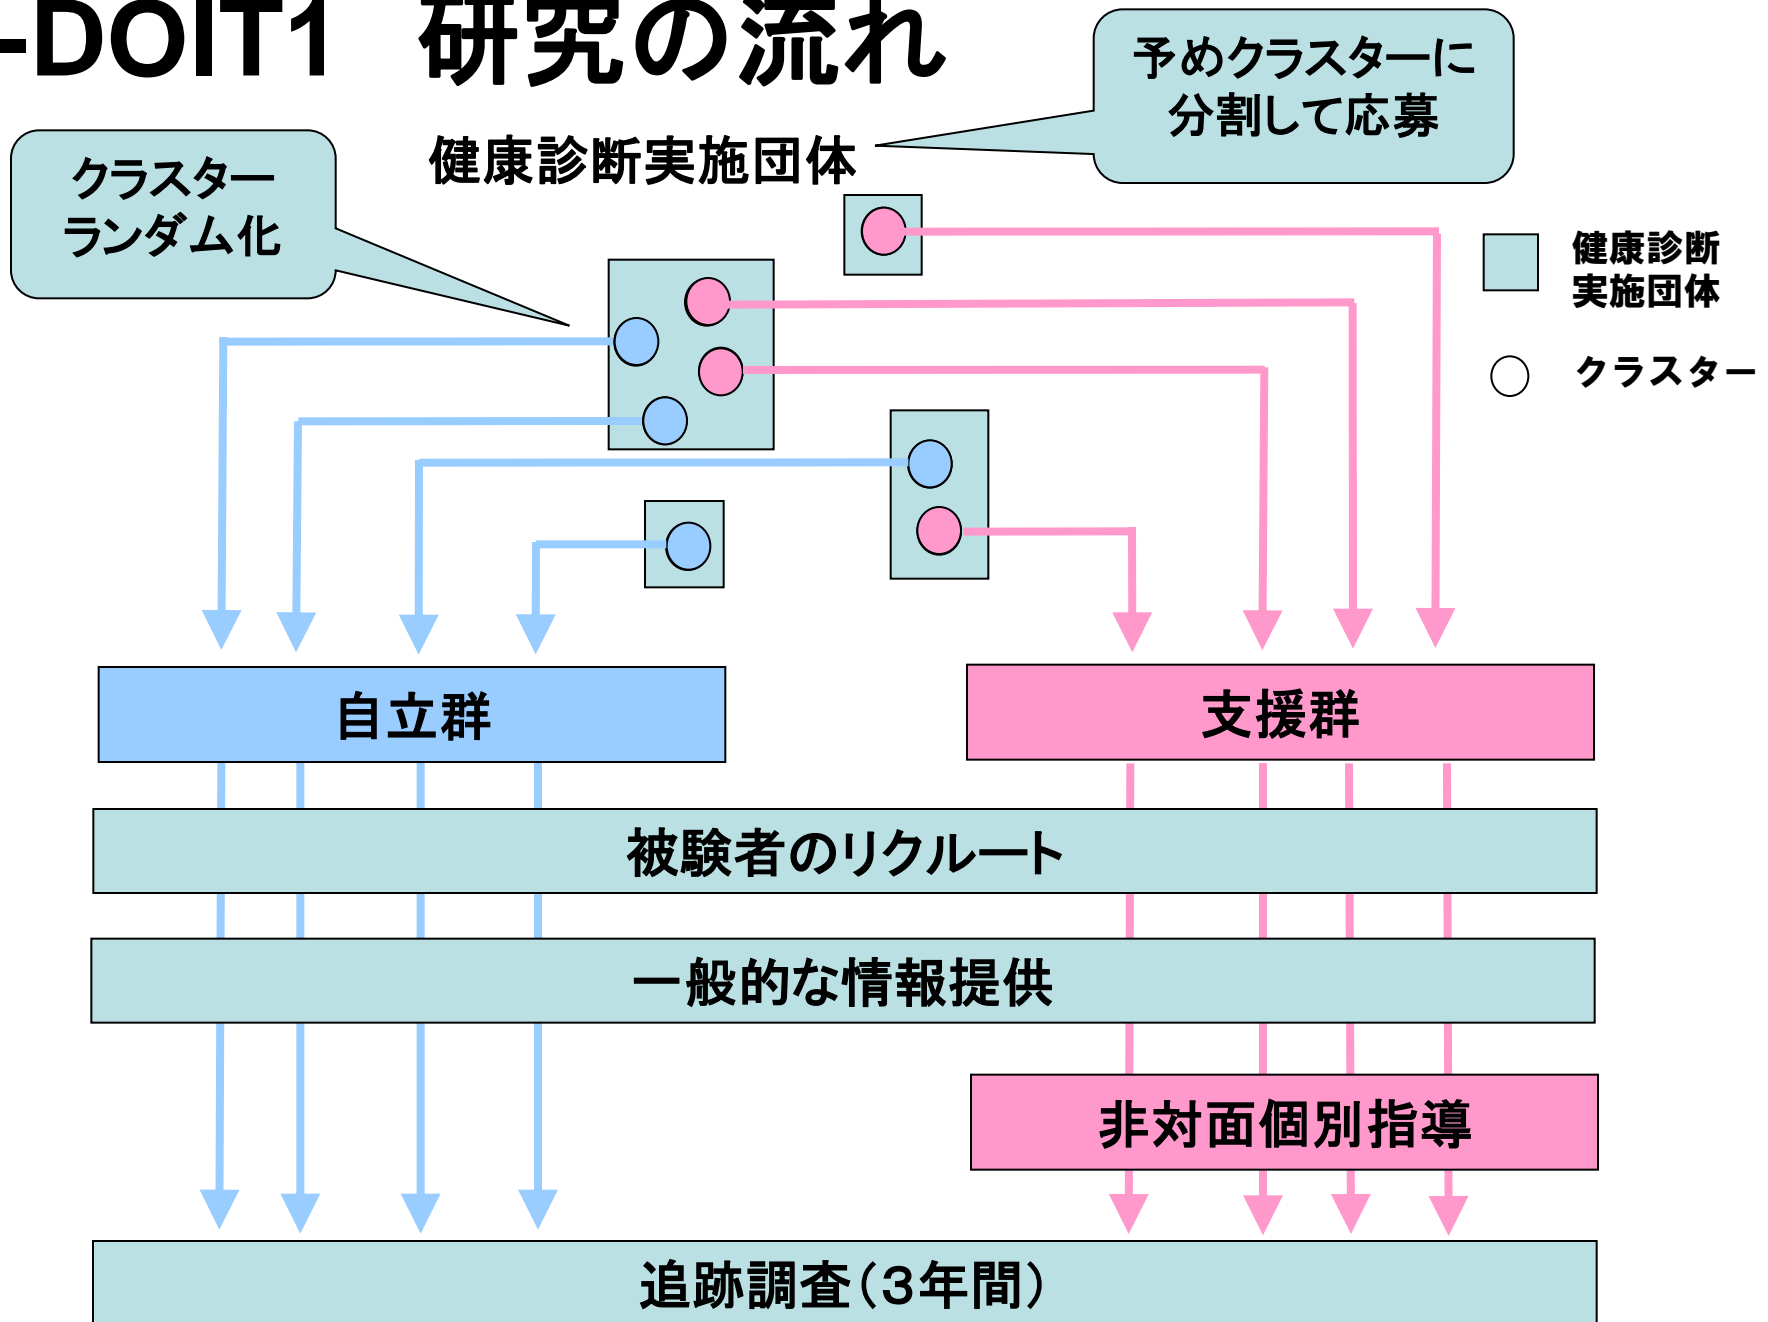 -DOIT1 研究の流れ
予めクラスターに
分割して応募
健康診断実施団体
クラスター
ランダム化
健康診断
実施団体
クラスター
自立群
支援群
被験者のリクルート
一般的な情報提供
非対面個別指導
追跡調査(3年間)